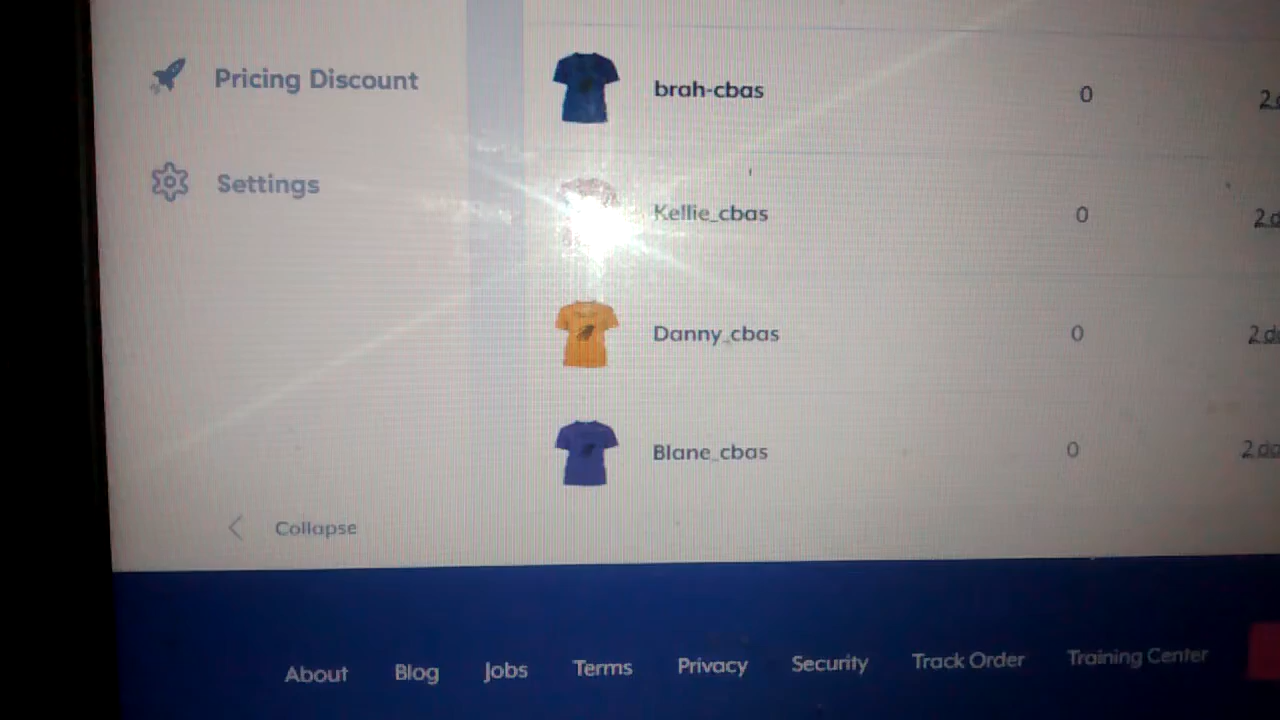 Pricing Discount
Settings
Collapse
brah-cbas 0
Kellie_cbas 0
Danny_cbas 0
Blane_cbas 0
About Blog Jobs Terms Privacy Security Track Order Training Center